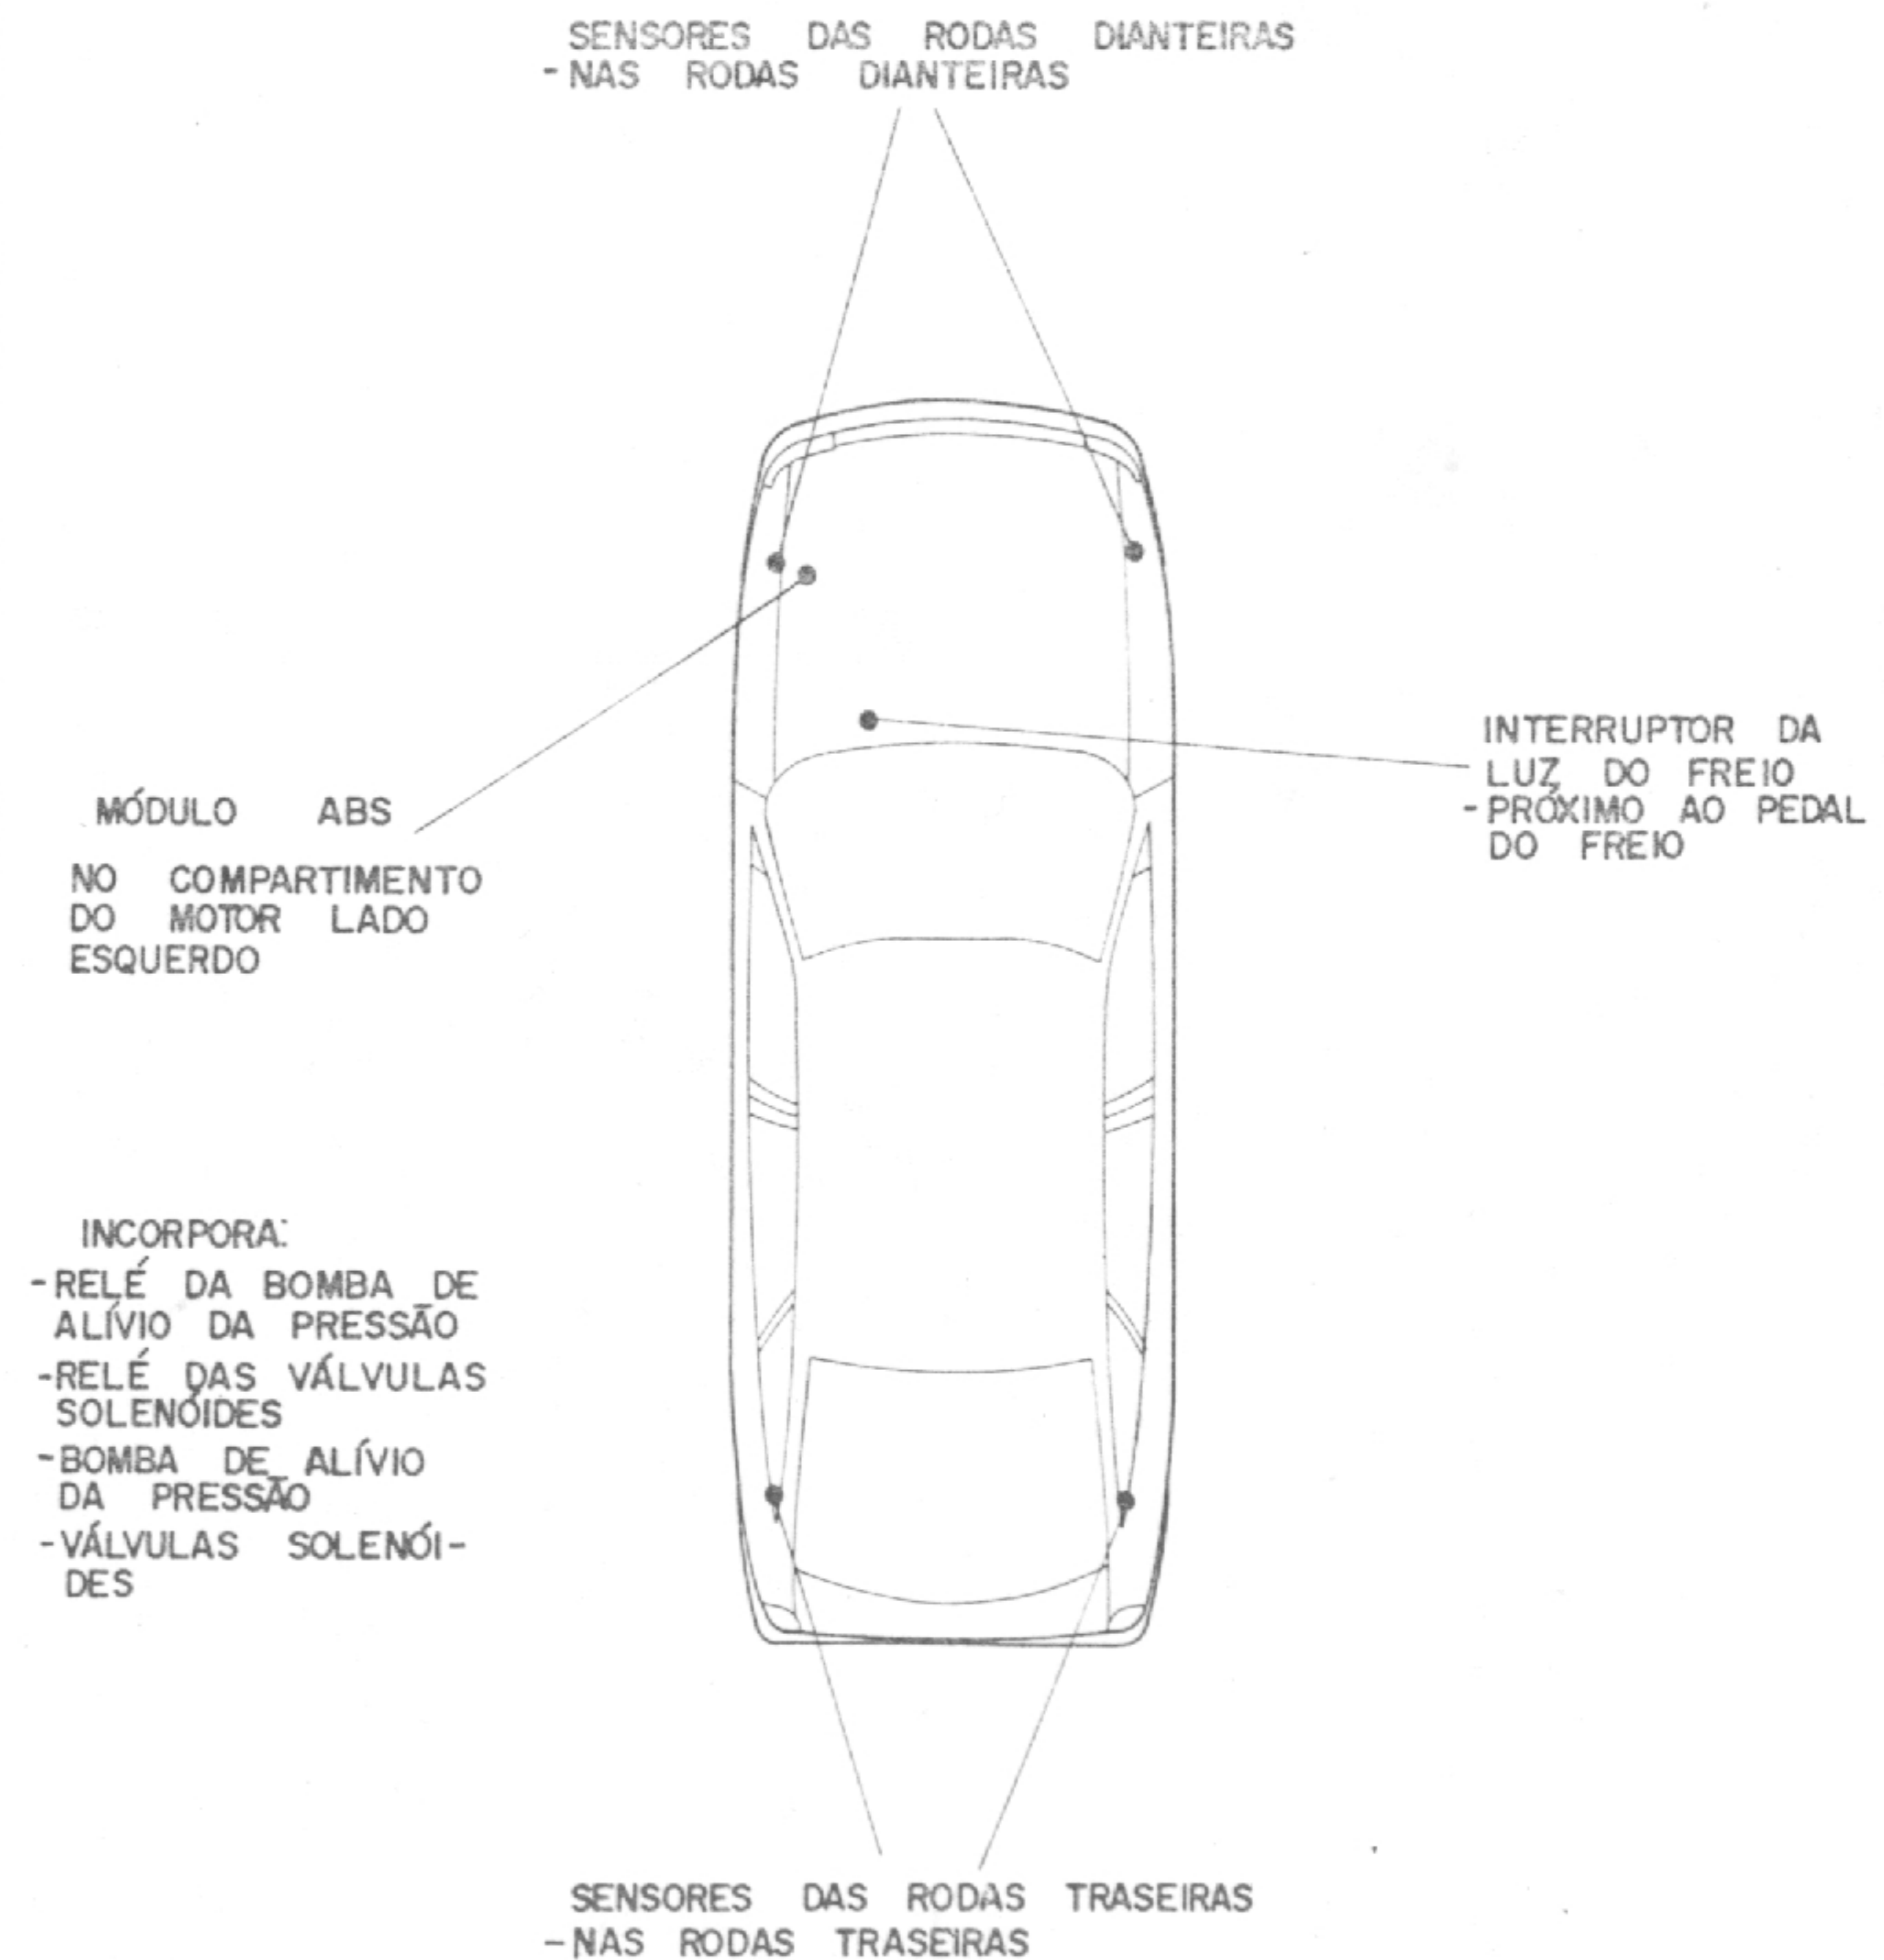 SENSORES DAS RODAS DIANTEIRAS
-NAS RODAS DIANTEIRAS
INTERRUPTOR DA
LUZ DO FREIO
-PRÓXIMO AO PEDAL
DO FREIO
MÓDULO ABS
NO COMPARTIMENTO
DO MOTOR LADO
ESQUERDO
INCORPORA:
-RELÉ DA BOMBA DE
ALÍVIO DA PRESSÃO
-RELÉ DAS VÁLVULAS
SOLENÓIDES
-BOMBA DE ALÍVIO
DA PRESSÃO
-VÁLVULAS SOLENÓI-
DES
SENSORES DAS RODAS TRASEIRAS
-NAS RODAS TRASEIRAS